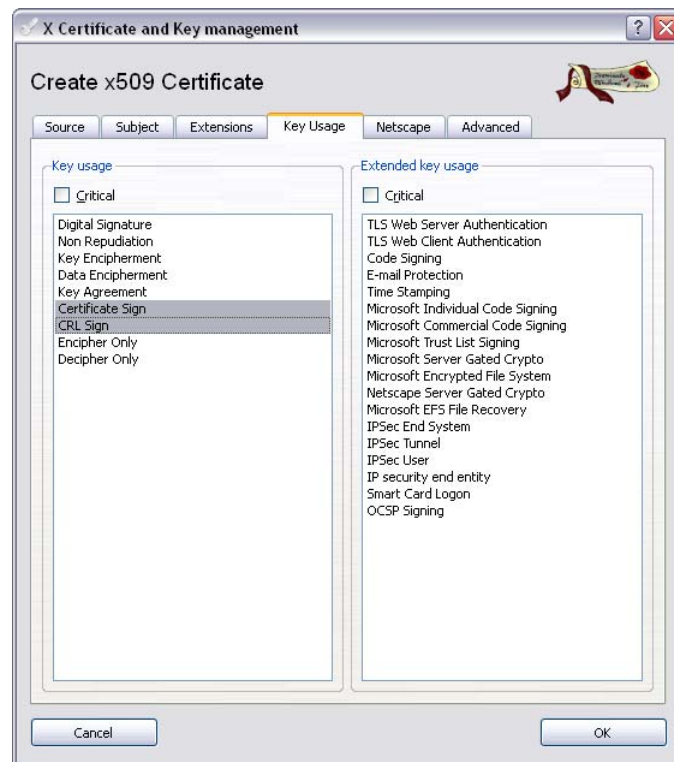 X Certificate and Key management
Create x509 Certificate
Source
Subject
Extensions
Key Usage
Netscape
Advanced
Key usage
Critical
Digital Signature
Non Repudiation
Key Encipherment
Data Encipherment
Key Agreement
Certificate Sign
CRL Sign
Encipher Only
Decipher Only
Extended key usage
Critical
TLS Web Server Authentication
TLS Web Client Authentication
Code Signing
E-mail Protection
Time Stamping
Microsoft Individual Code Signing
Microsoft Commercial Code Signing
Microsoft Trust List Signing
Microsoft Server Gated Crypto
Microsoft Encrypted File System
Netscape Server Gated Crypto
Microsoft EFS File Recovery
IPSec End System
IPSec Tunnel
IPSec User
IP security end entity
Smart Card Logon
OCSP Signing
Cancel
OK